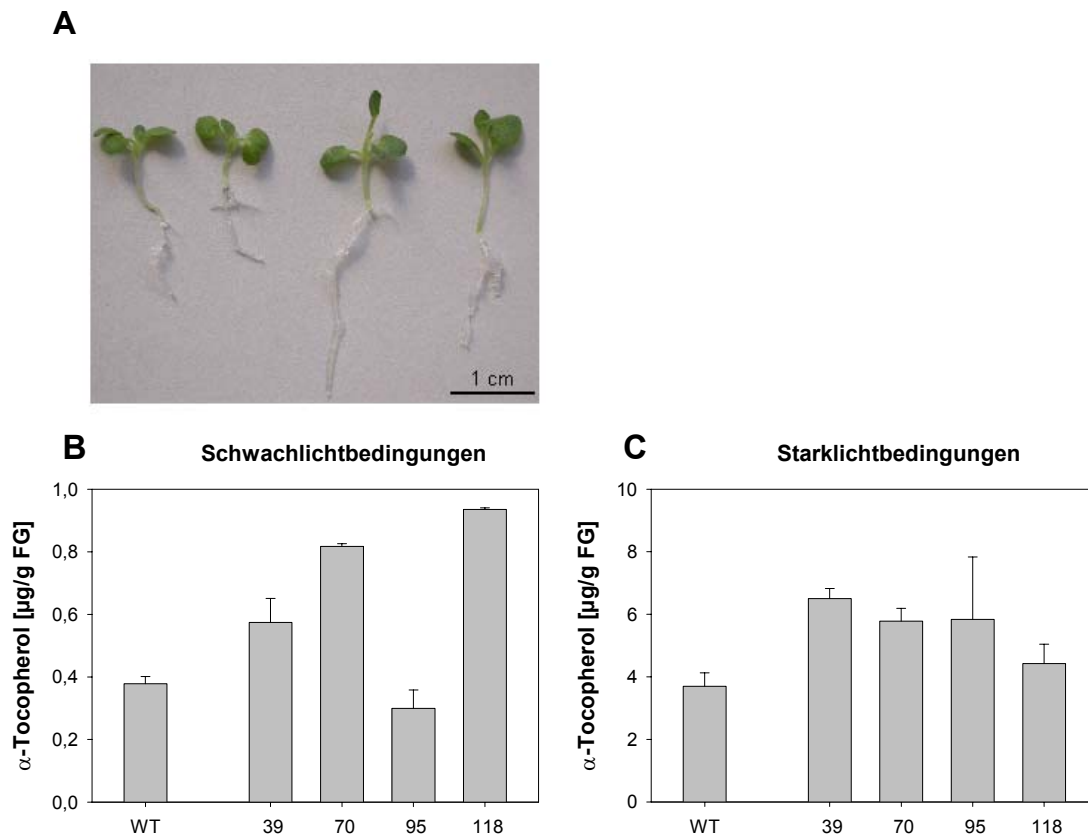 A
1 cm
B
Schwachlichtbedingungen
α-Tocopherol [µg/g FG]
1,0
0,8
0,6
0,4
0,2
0,0
WT 39 70 95 118
C
Starklichtbedingungen
α-Tocopherol [µg/g FG]
10
8
6
4
2
0
WT 39 70 95 118